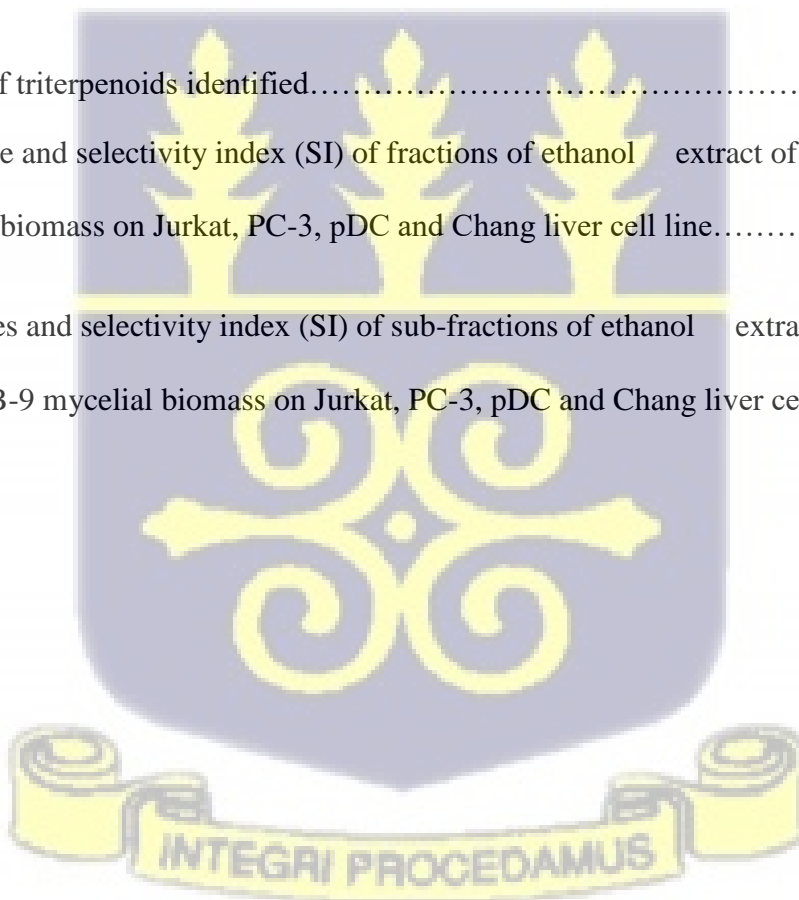 f triterpenoids identified……………………………………
e and selectivity index (SI) of fractions of ethanol extract of
biomass on Jurkat, PC-3, pDC and Chang liver cell line………
es and selectivity index (SI) of sub-fractions of ethanol extra
-9 mycelial biomass on Jurkat, PC-3, pDC and Chang liver ce
INTEGRI PROCEDAMUS